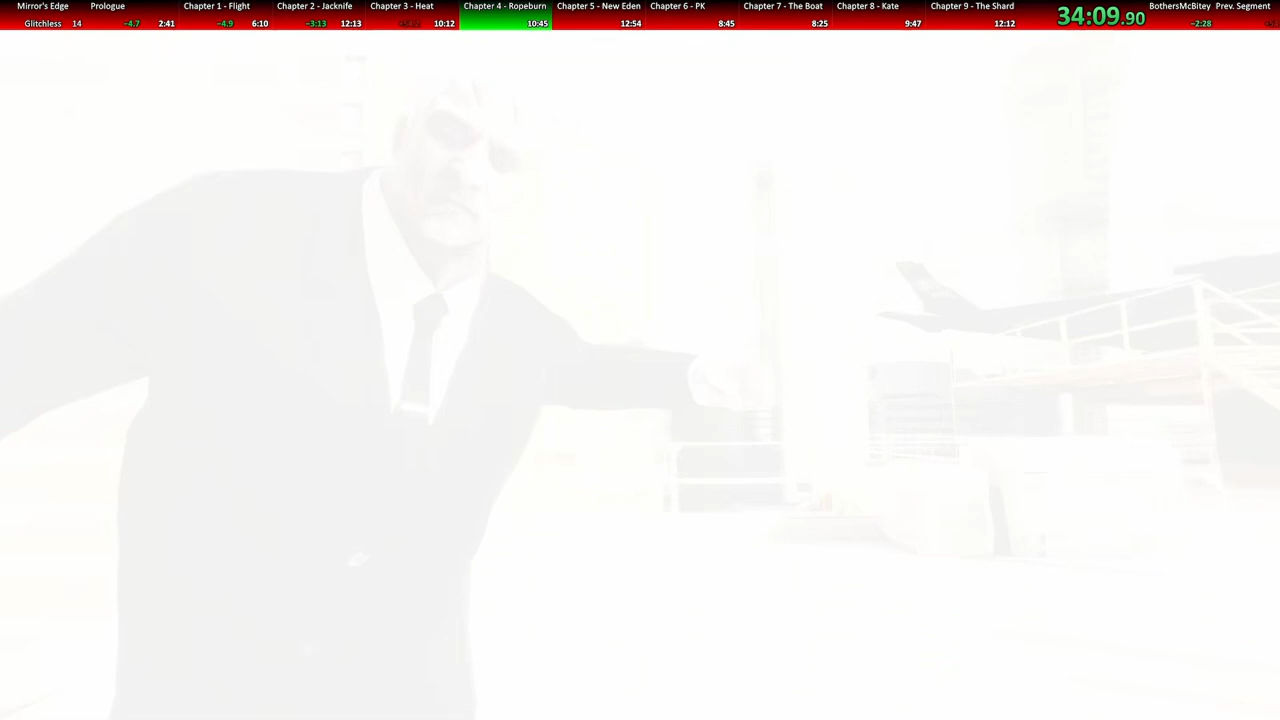 Mirror's Edge Prologue Chapter 1 - Flight Chapter 2 - Jacknife Chapter 3 - Heat Chapter 4 - Ropeburn Chapter 5 - New Eden Chapter 6 - PK Chapter 7 - The Boat Chapter 8 - Kate Chapter 9 - The Shard 34:09.90 BothersMcBitey Prev. Segment
Glitchless 14 −4.7 2:41 −4.9 6:10 −3:13 12:13 10:12 10:45 12:54 8:45 8:25 9:47 12:12 −2:28